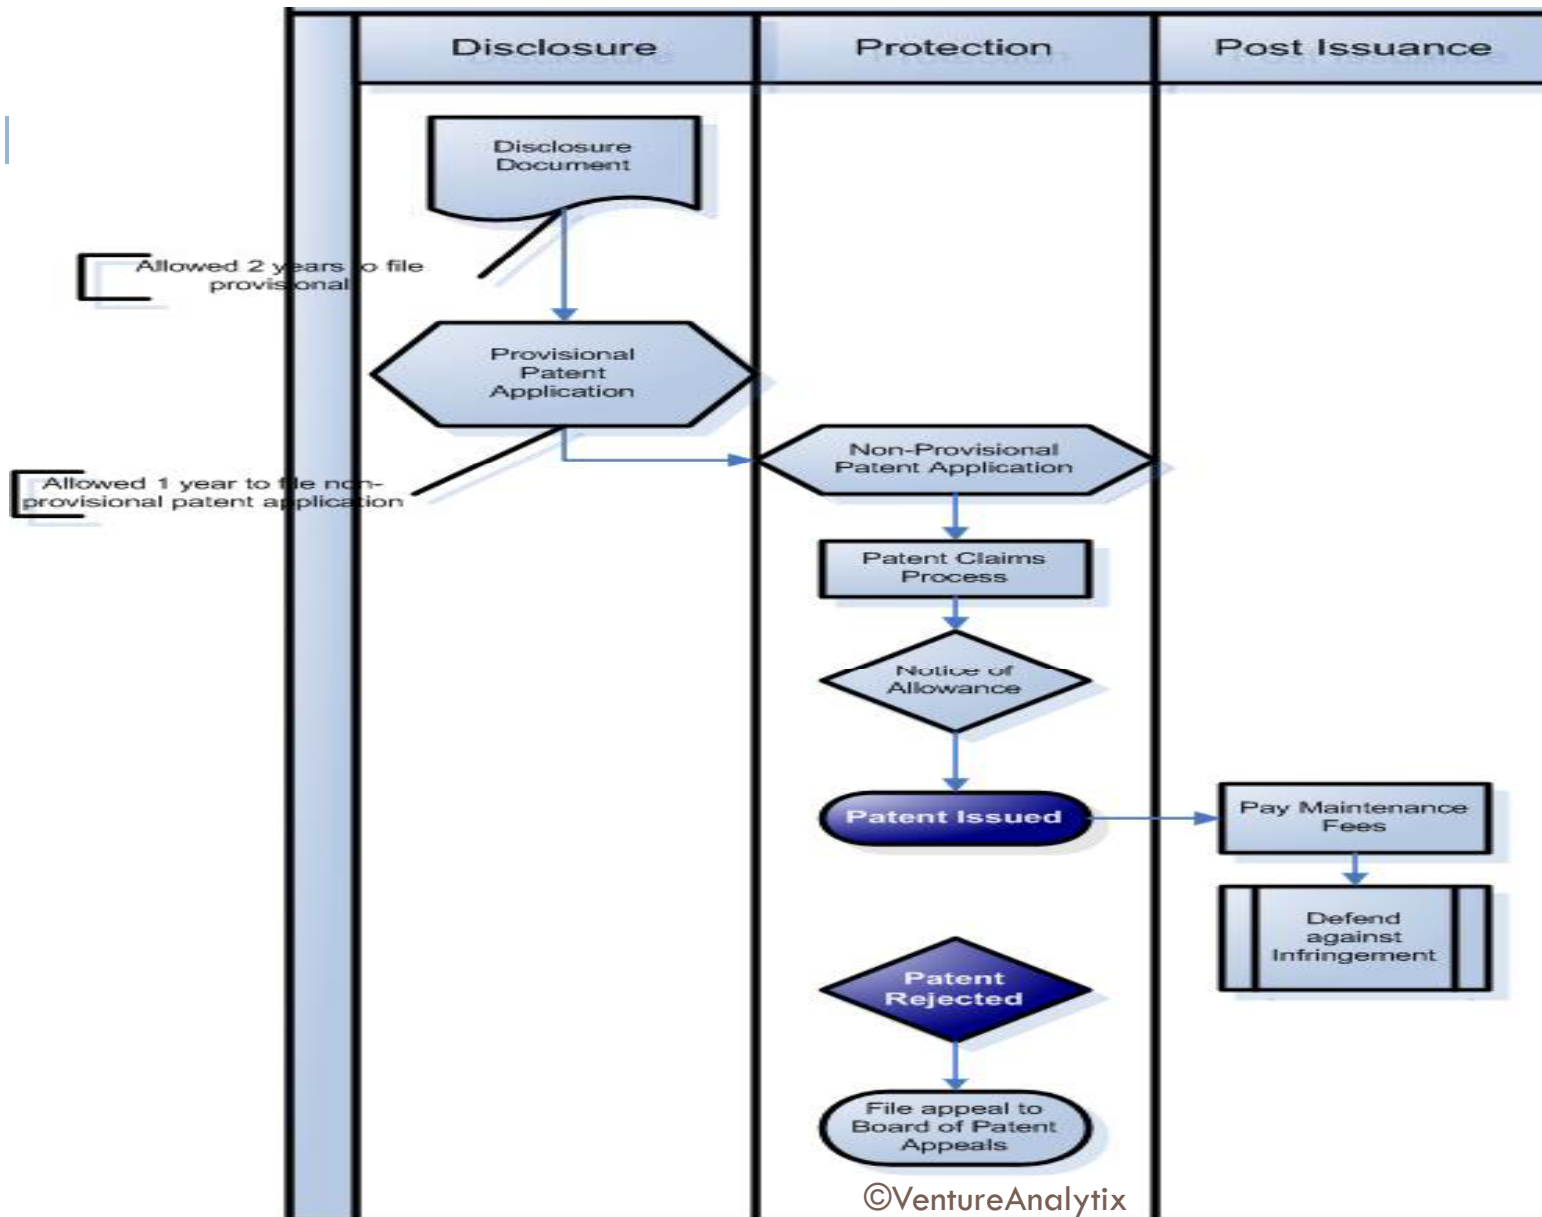 Disclosure
Protection
Post Issuance
Disclosure
Document
Allowed 2 years to file
provisional
Provisional
Patent
Application
Allowed 1 year to file non-
provisional patent application
Non-Provisional
Patent Application
Patent Claims
Process
Notice of
Allowance
Patent Issued
Pay Maintenance
Fees
Defend
against
Infringement
Patent
Rejected
File appeal to
Board of Patent
Appeals
©VentureAnalytix